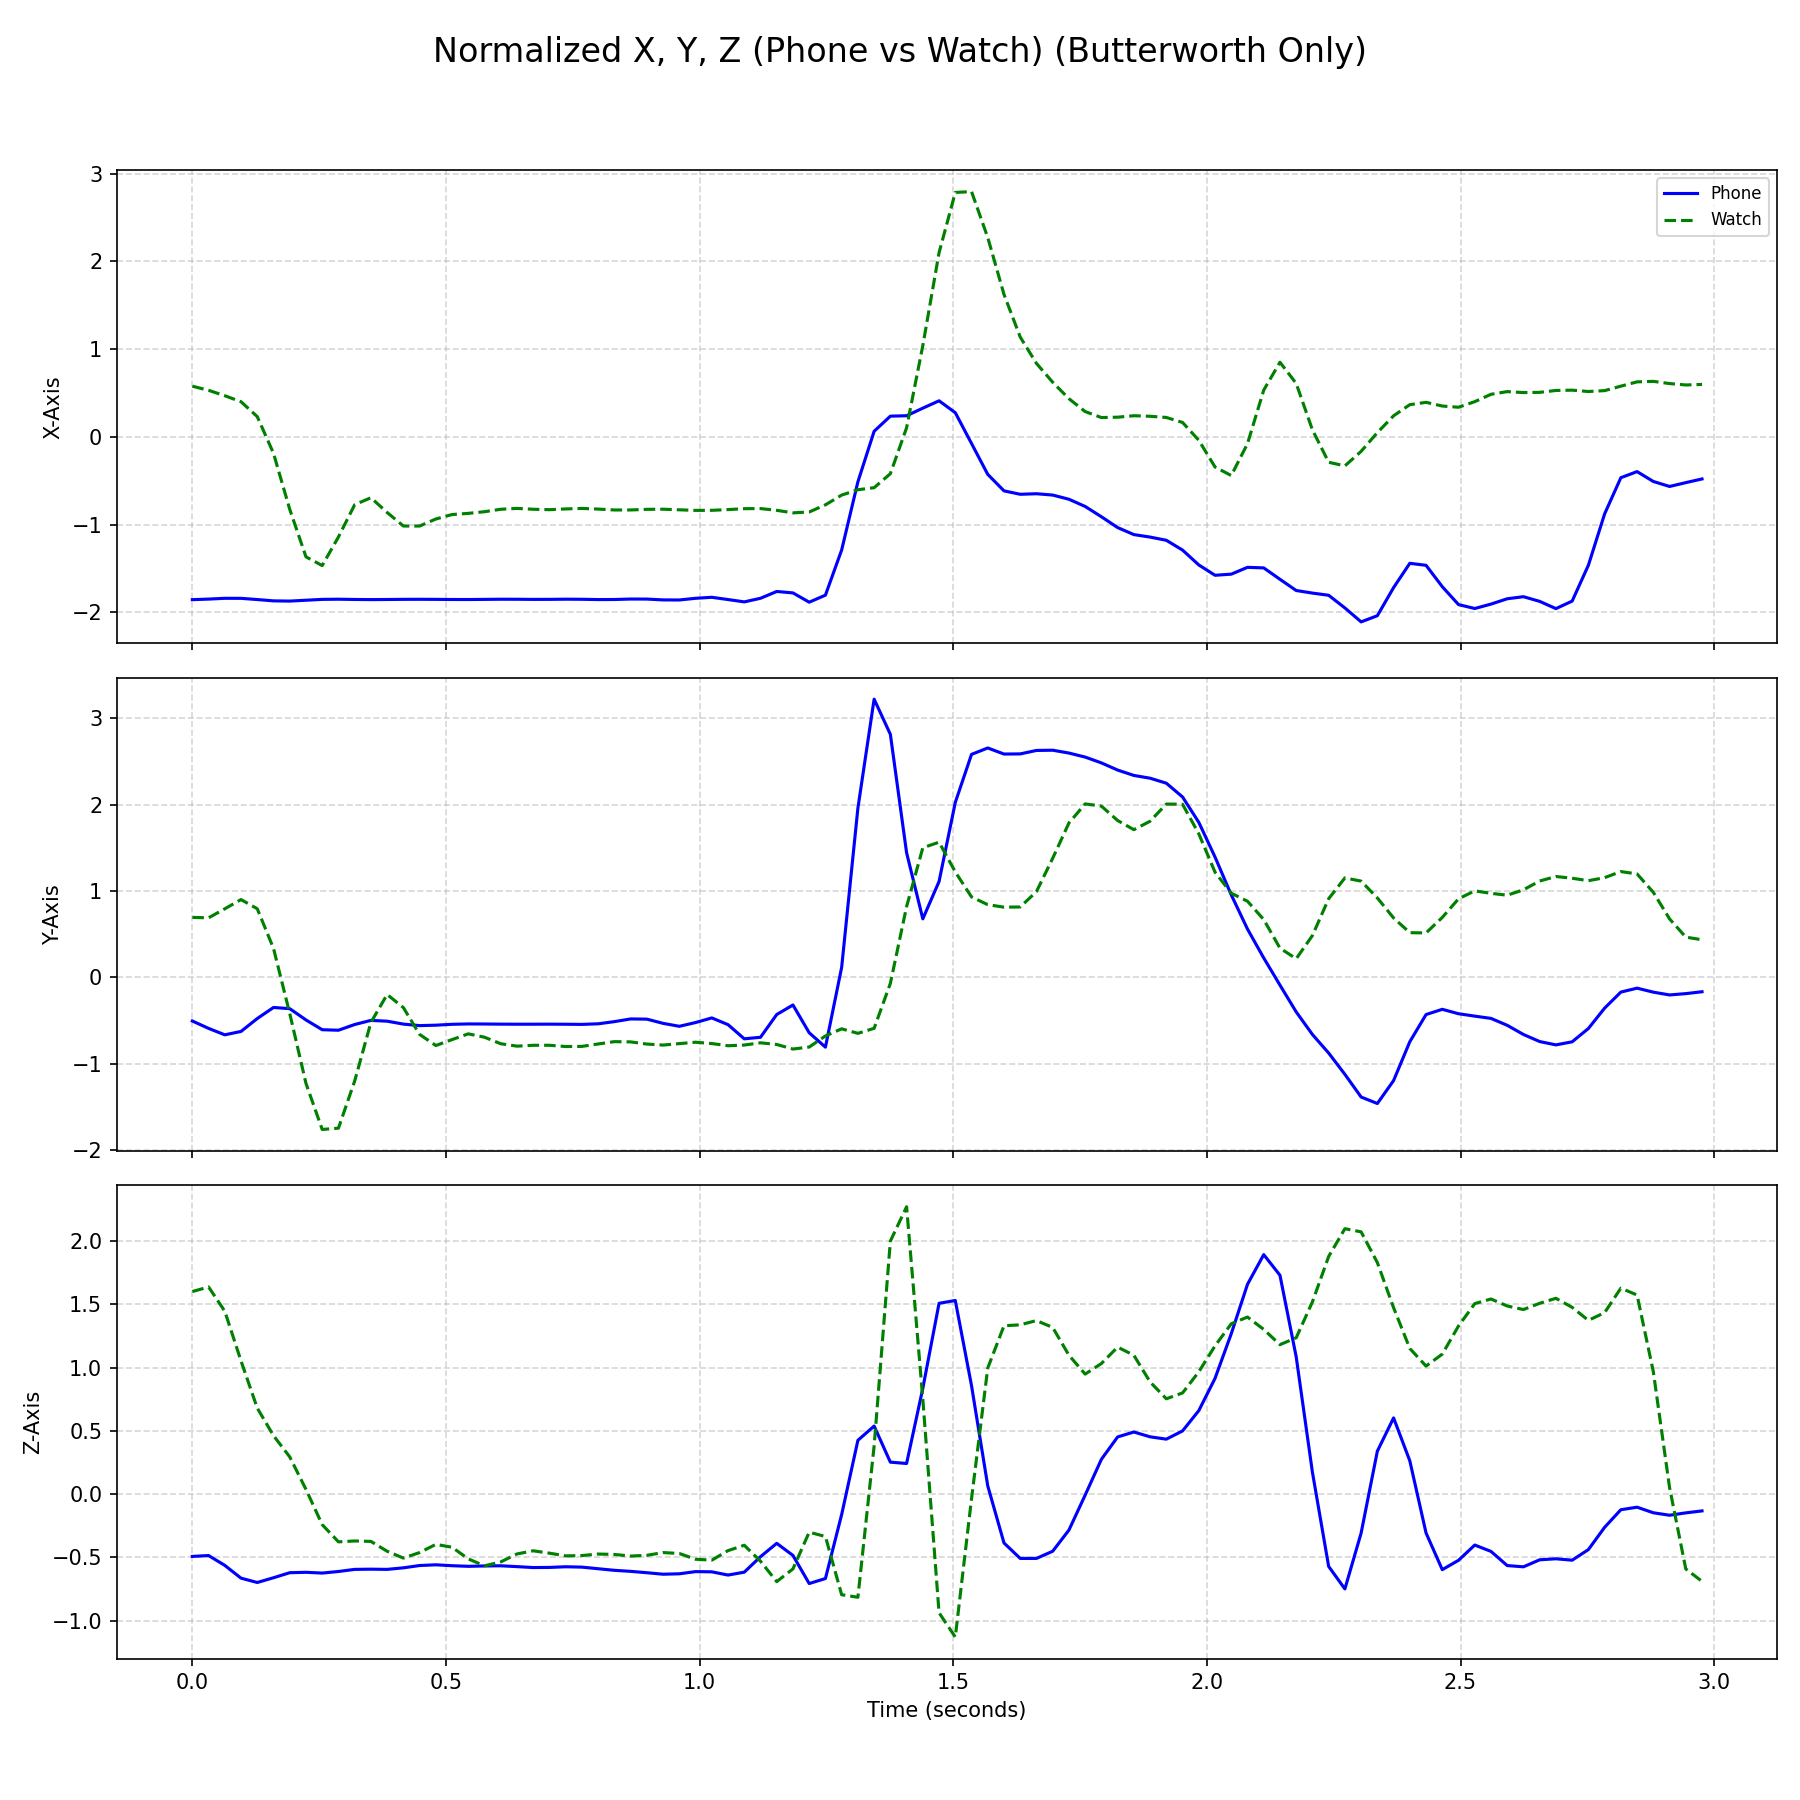 Normalized X, Y, Z (Phone vs Watch) (Butterworth Only)
Phone
Watch
3
2
1
0
−1
−2
X-Axis
3
2
1
0
−1
−2
Y-Axis
2.0
1.5
1.0
0.5
0.0
−0.5
−1.0
Z-Axis
0.0 0.5 1.0 1.5 2.0 2.5 3.0
Time (seconds)